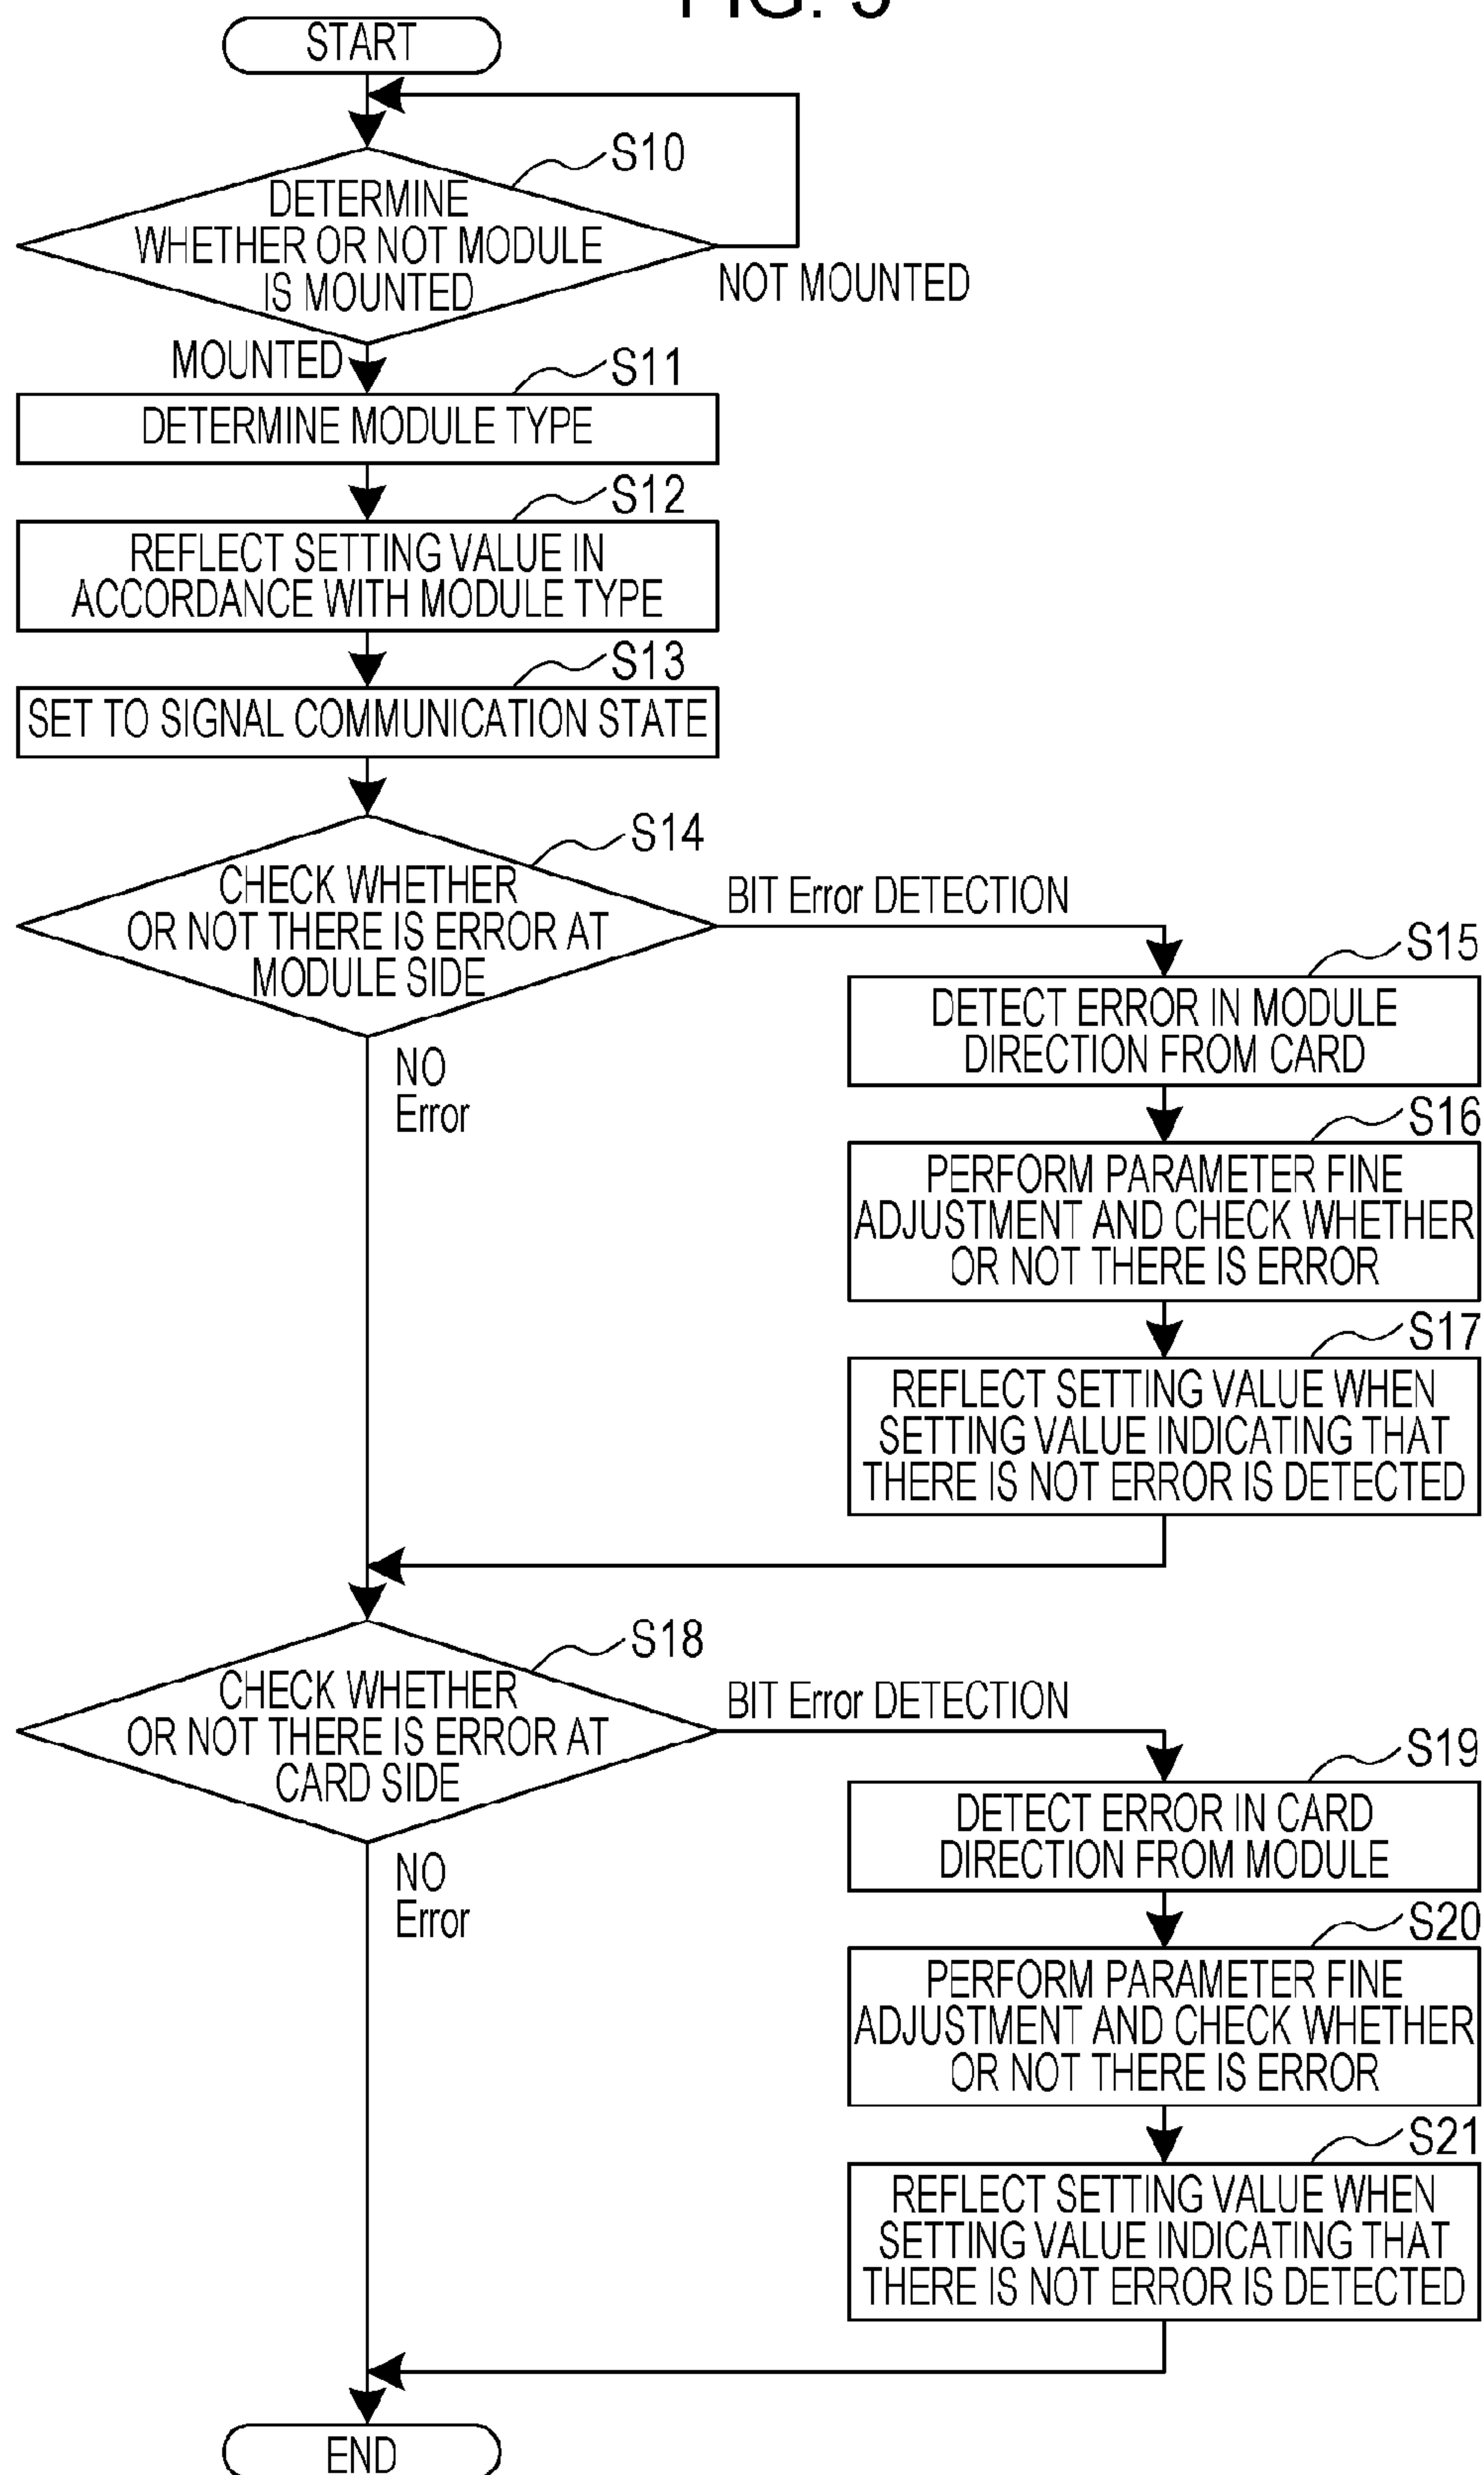 START
S10
DETERMINE
WHETHER OR NOT MODULE
IS MOUNTED
NOT MOUNTED
MOUNTED
S11
DETERMINE MODULE TYPE
S12
REFLECT SETTING VALUE IN
ACCORDANCE WITH MODULE TYPE
S13
SET TO SIGNAL COMMUNICATION STATE
S14
CHECK WHETHER
OR NOT THERE IS ERROR AT
MODULE SIDE
BIT Error DETECTION
NO
Error
S15
DETECT ERROR IN MODULE
DIRECTION FROM CARD
S16
PERFORM PARAMETER FINE
ADJUSTMENT AND CHECK WHETHER
OR NOT THERE IS ERROR
S17
REFLECT SETTING VALUE WHEN
SETTING VALUE INDICATING THAT
THERE IS NOT ERROR IS DETECTED
S18
CHECK WHETHER
OR NOT THERE IS ERROR AT
CARD SIDE
BIT Error DETECTION
NO
Error
S19
DETECT ERROR IN CARD
DIRECTION FROM MODULE
S20
PERFORM PARAMETER FINE
ADJUSTMENT AND CHECK WHETHER
OR NOT THERE IS ERROR
S21
REFLECT SETTING VALUE WHEN
SETTING VALUE INDICATING THAT
THERE IS NOT ERROR IS DETECTED
END